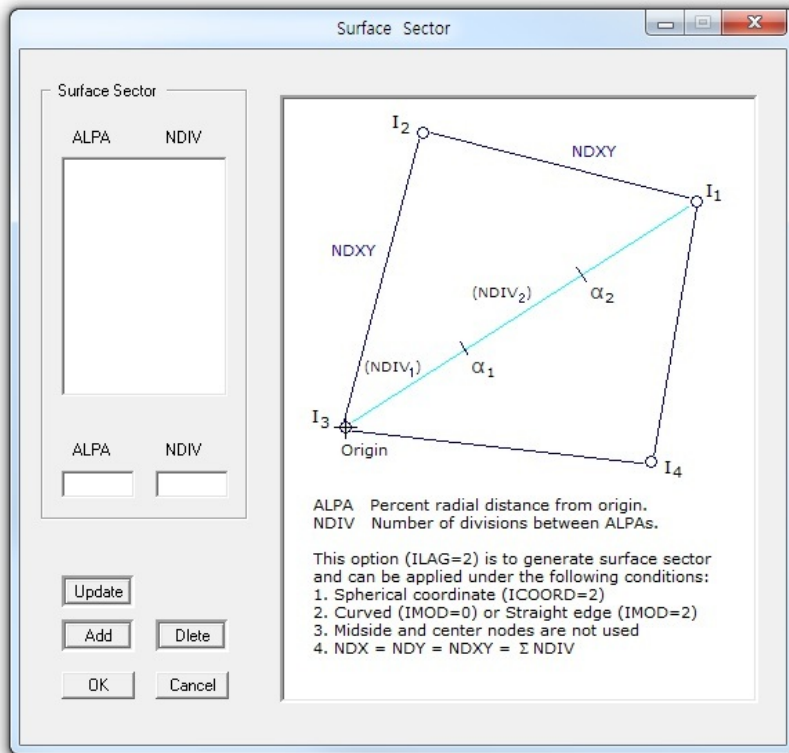 Surface Sector
Surface Sector
ALPA NDIV
ALPA NDIV
Update
Add Dlete
OK Cancel
I2
NDXY
I1
NDXY
(NDIV2)
α2
(NDIV1)
α1
I3
Origin
I4
ALPA Percent radial distance from origin.
NDIV Number of divisions between ALPAs.
This option (ILAG=2) is to generate surface sector
and can be applied under the following conditions:
1. Spherical coordinate (ICOORD=2)
2. Curved (IMOD=0) or Straight edge (IMOD=2)
3. Midside and center nodes are not used
4. NDX = NDY = NDXY = Σ NDIV